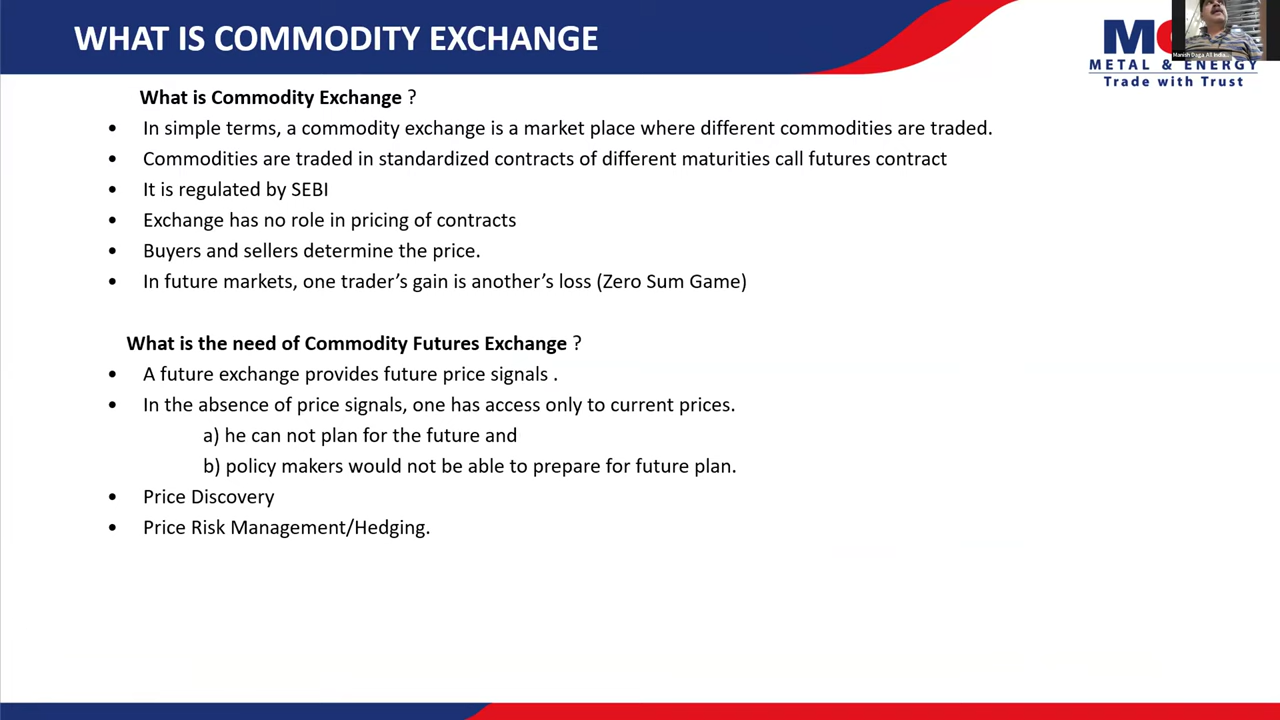 WHAT IS COMMODITY EXCHANGE
METAL & ENERGY
Trade with Trust
What is Commodity Exchange ?
• In simple terms, a commodity exchange is a market place where different commodities are traded.
• Commodities are traded in standardized contracts of different maturities call futures contract
• It is regulated by SEBI
• Exchange has no role in pricing of contracts
• Buyers and sellers determine the price.
• In future markets, one trader’s gain is another’s loss (Zero Sum Game)
What is the need of Commodity Futures Exchange ?
• A future exchange provides future price signals .
• In the absence of price signals, one has access only to current prices.
a) he can not plan for the future and
b) policy makers would not be able to prepare for future plan.
• Price Discovery
• Price Risk Management/Hedging.